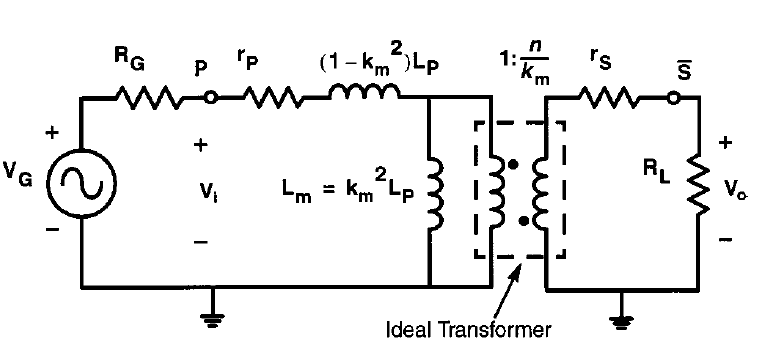 R_G P r_P (1 - k_m^2)L_P 1: n/k_m r_S S̅
+ + +
V_G V_i L_m = k_m^2 L_P R_L V_o
- - -
Ideal Transformer